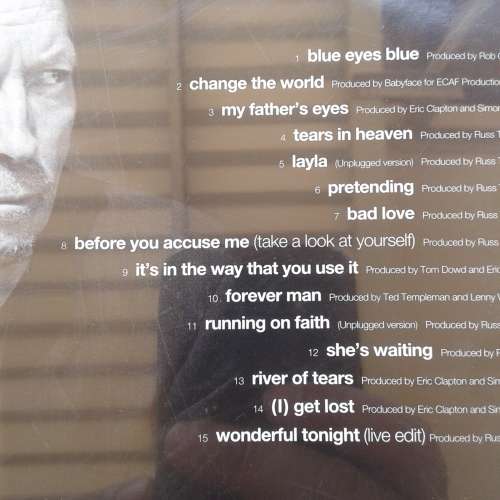 1 blue eyes blue Produced by Rob
2 change the world Produced by Babyface for ECAF Production
3 my father's eyes Produced by Eric Clapton and Simon
4 tears in heaven Produced by Russ T
5 layla (Unplugged version) Produced by Russ T
6 pretending Produced by Russ
7 bad love Produced by Russ
8 before you accuse me (take a look at yourself) Produced by Russ
9 it's in the way that you use it Produced by Tom Dowd and Eric
10. forever man Produced by Ted Templeman and Lenny
11 running on faith (Unplugged version) Produced by Russ
12 she's waiting Produced by
13 river of tears Produced by Eric Clapton and Sim
14 (I) get lost Produced by Eric Clapton and Sim
15 wonderful tonight (live edit) Produced by Rus